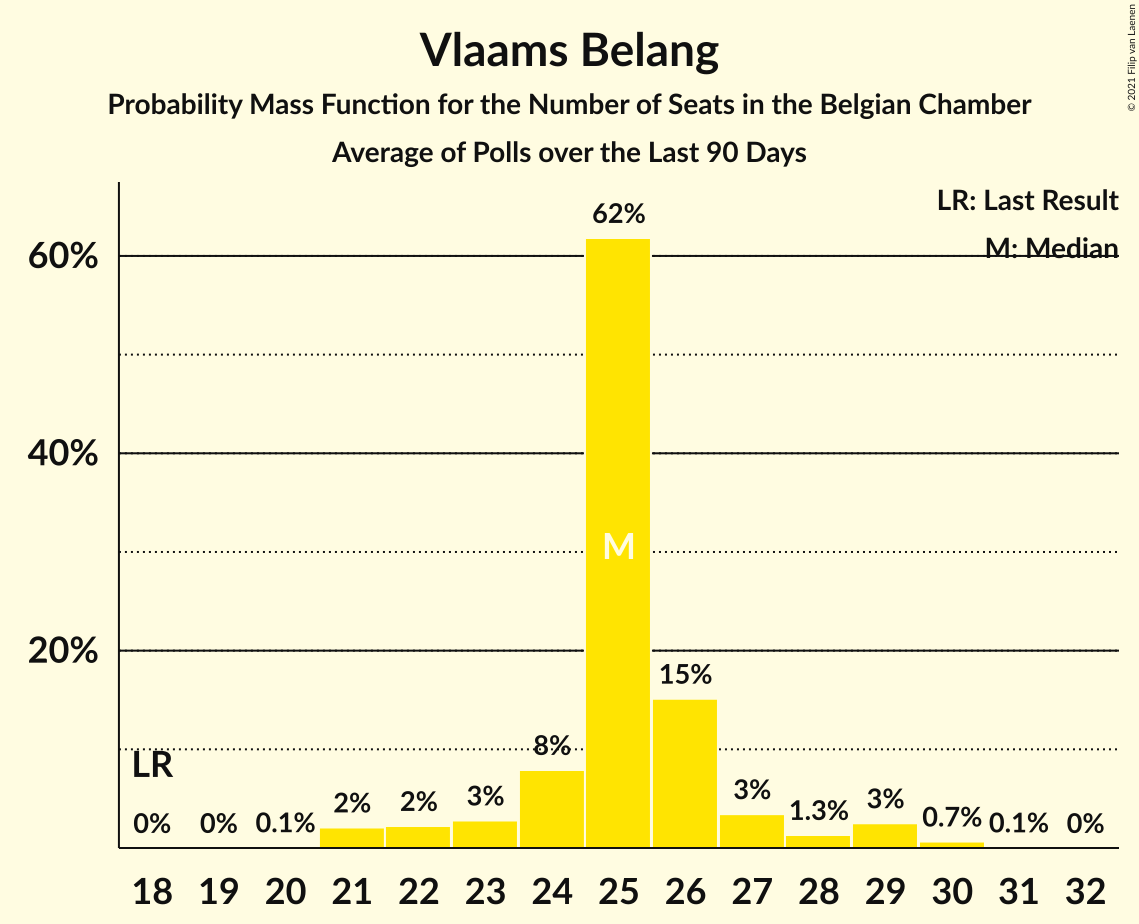 Vlaams Belang
Probability Mass Function for the Number of Seats in the Belgian Chamber
Average of Polls over the Last 90 Days
© 2021 Filip van Laenen
LR: Last Result
M: Median
60%
40%
20%
62%
M
15%
8%
LR
0% 0% 0.1% 2% 2% 3% 3% 1.3% 3% 0.7% 0.1% 0%
18 19 20 21 22 23 24 25 26 27 28 29 30 31 32